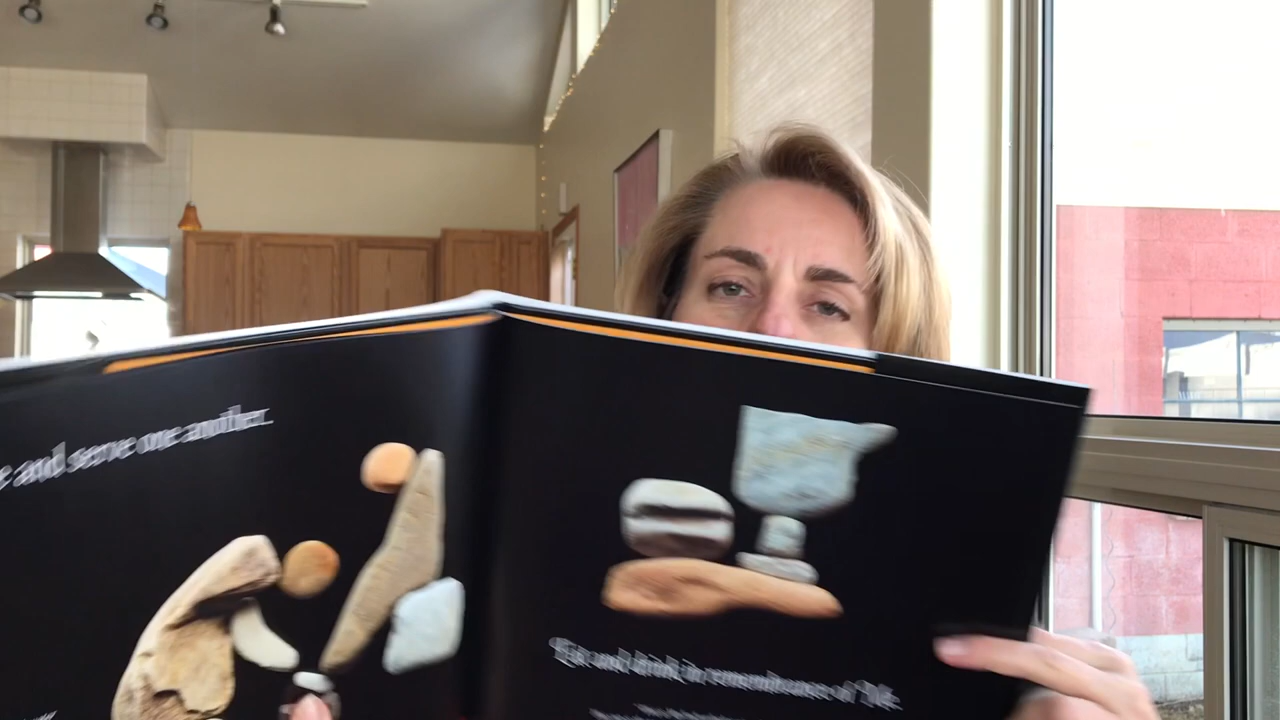 and serve one another.
Eat and drink in remembrance of Me.